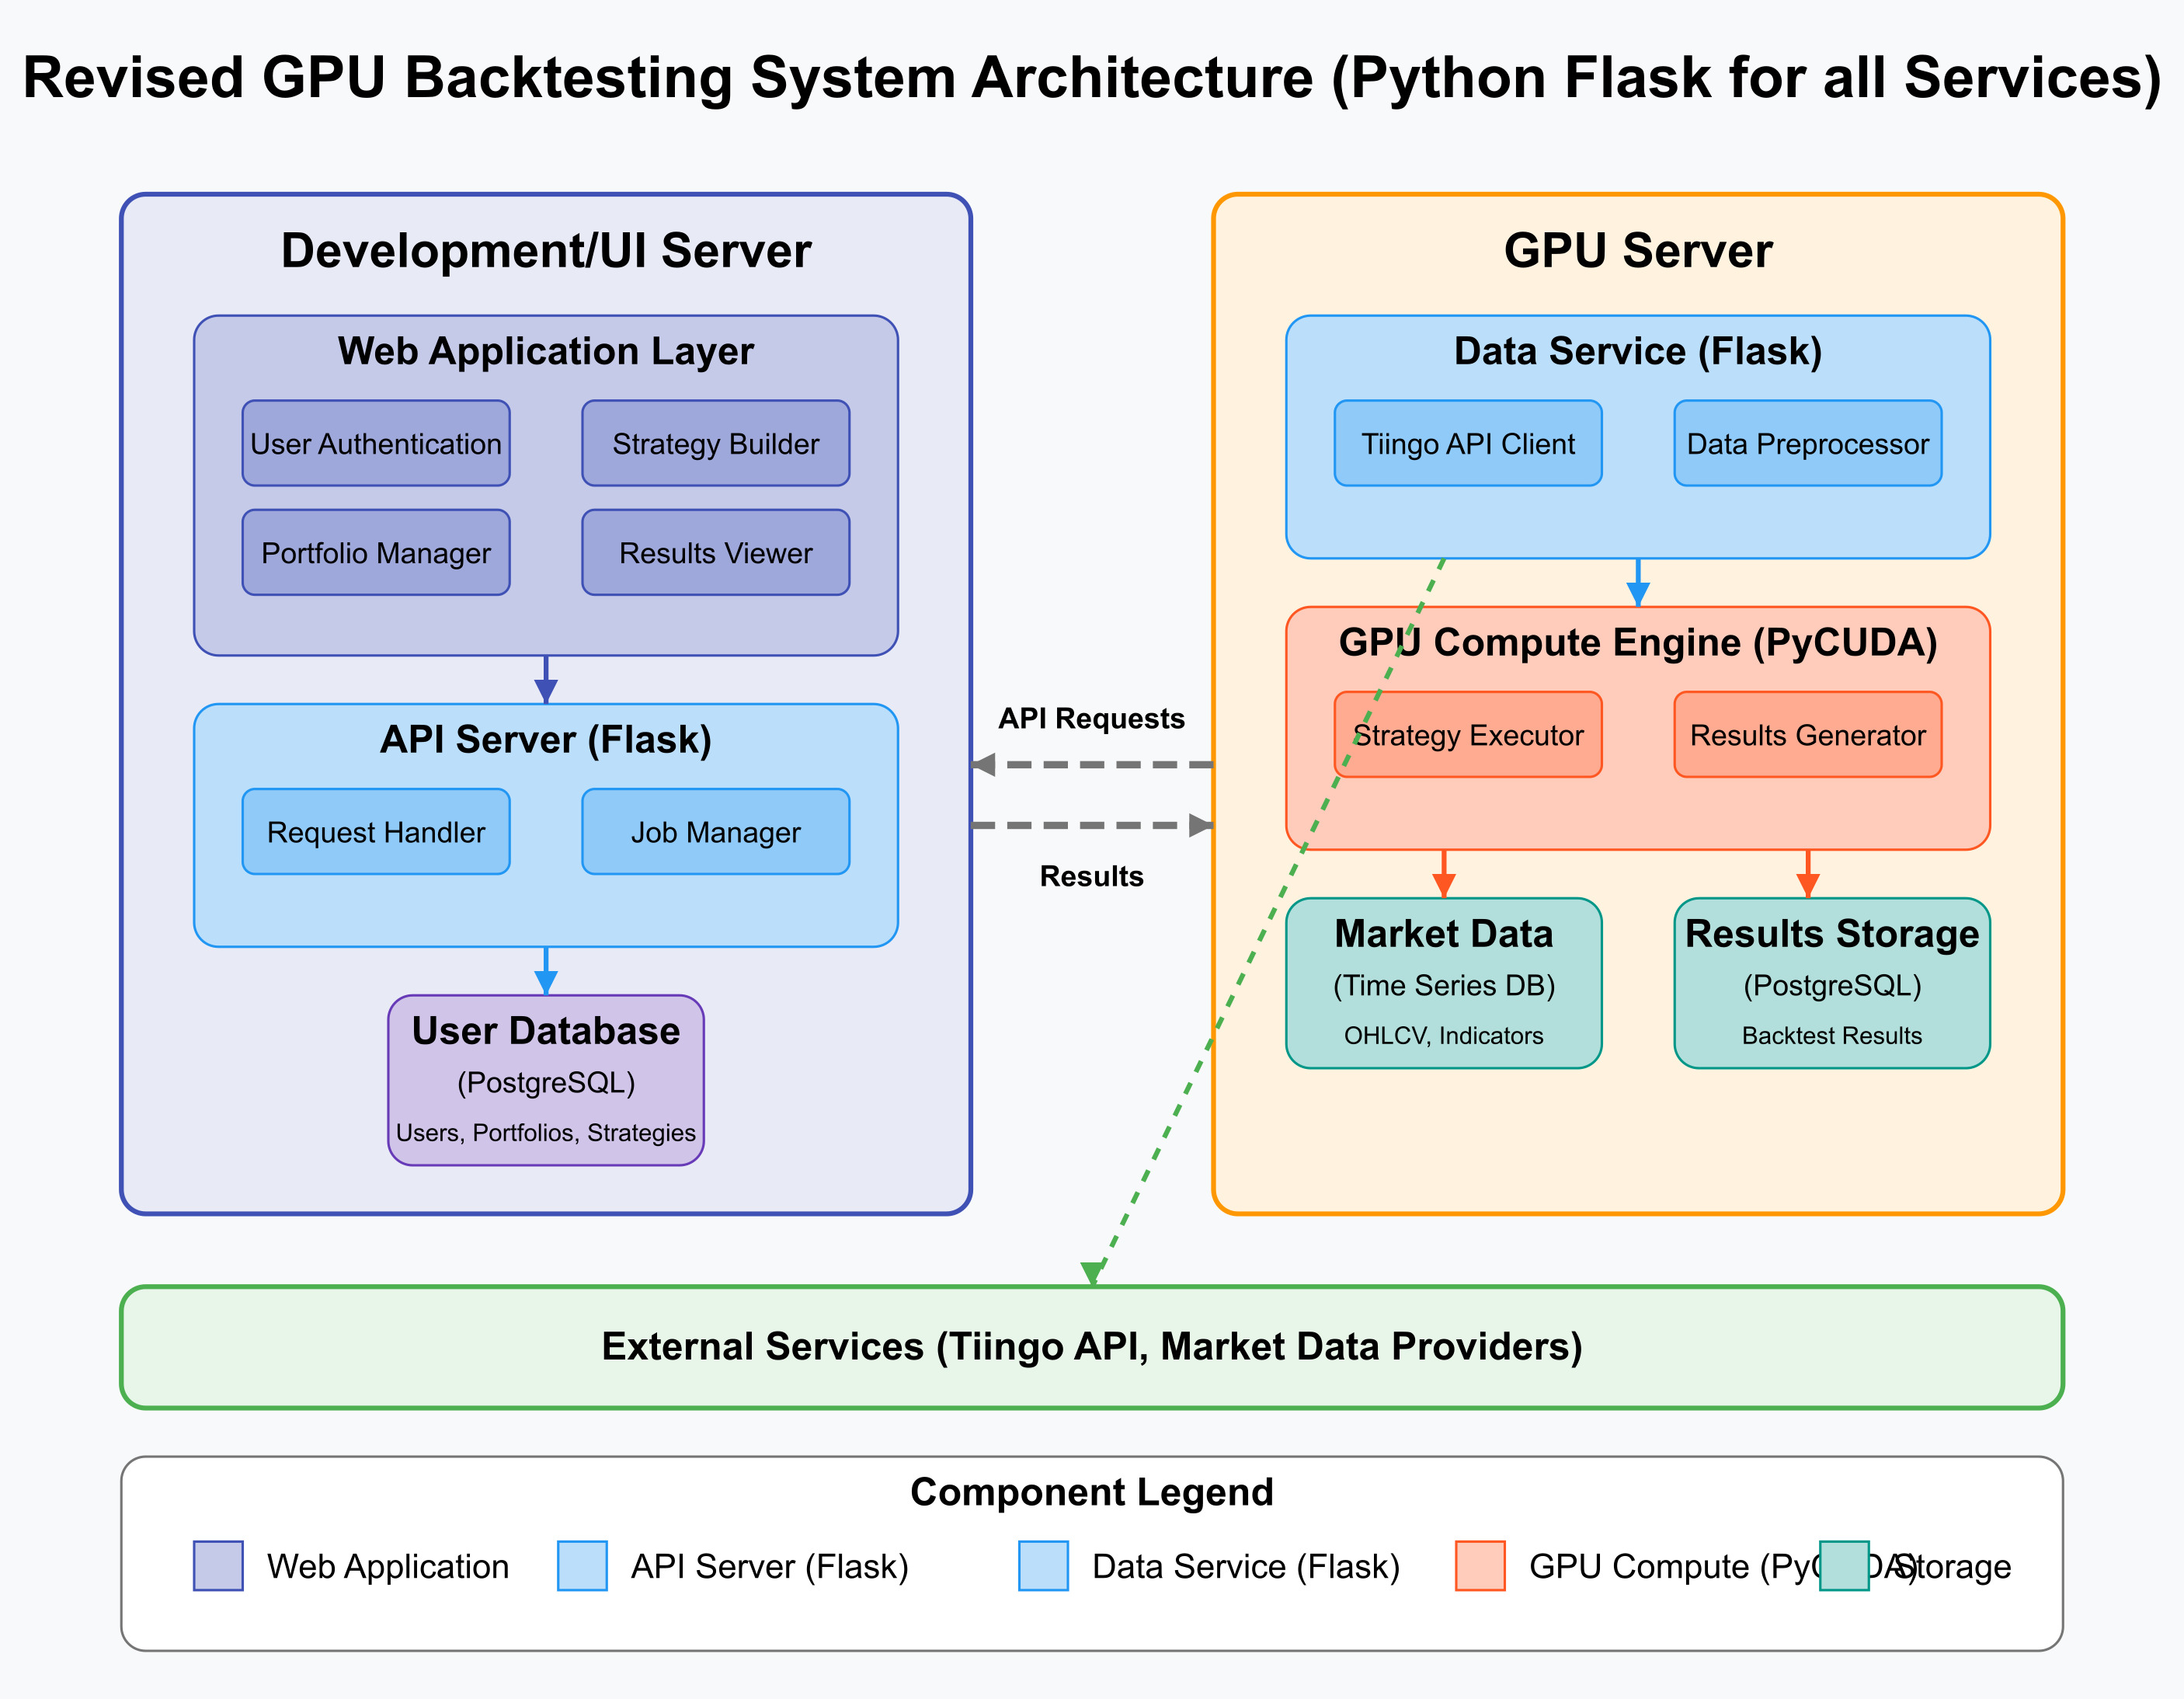 Revised GPU Backtesting System Architecture (Python Flask for all Services)
Development/UI Server
Web Application Layer
User Authentication
Strategy Builder
Portfolio Manager
Results Viewer
API Server (Flask)
Request Handler
Job Manager
User Database
(PostgreSQL)
Users, Portfolios, Strategies
API Requests
Results
GPU Server
Data Service (Flask)
Tiingo API Client
Data Preprocessor
GPU Compute Engine (PyCUDA)
Strategy Executor
Results Generator
Market Data
(Time Series DB)
OHLCV, Indicators
Results Storage
(PostgreSQL)
Backtest Results
External Services (Tiingo API, Market Data Providers)
Component Legend
Web Application
API Server (Flask)
Data Service (Flask)
GPU Compute (PyCUDA)
Storage